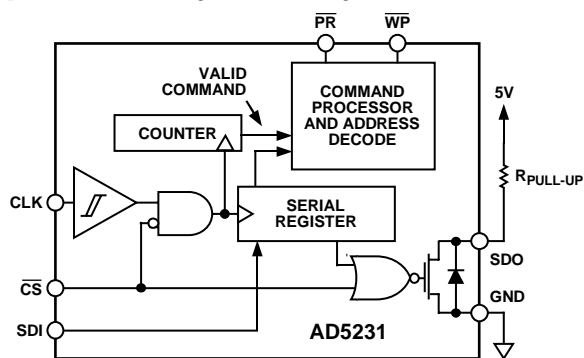 PR
WP
VALID
COMMAND
COMMAND
PROCESSOR
AND ADDRESS
DECODE
5V
COUNTER
RPULL-UP
CLK
SERIAL
REGISTER
SDO
CS
GND
SDI
AD5231